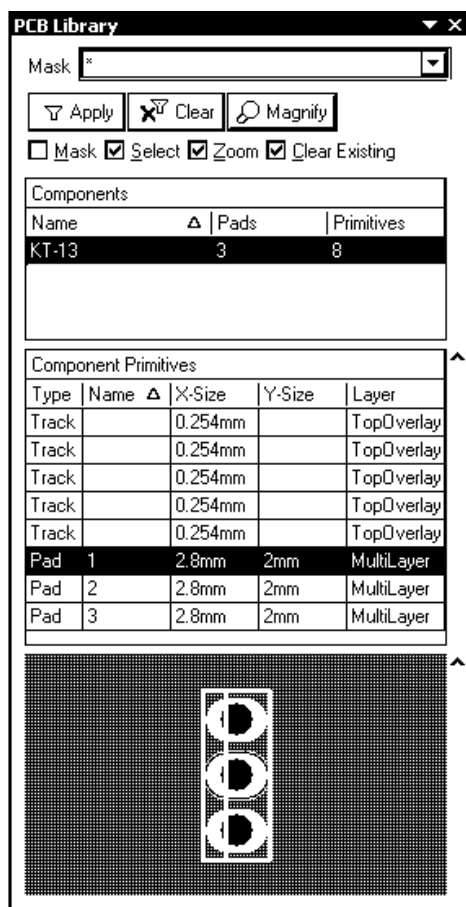 PCB Library
Mask *
Apply Clear Magnify
Mask Select Zoom Clear Existing
Components
Name Pads Primitives
KT-13 3 8
Component Primitives
Type Name X-Size Y-Size Layer
Track 0.254mm TopOverlay
Track 0.254mm TopOverlay
Track 0.254mm TopOverlay
Track 0.254mm TopOverlay
Track 0.254mm TopOverlay
Pad 1 2.8mm 2mm MultiLayer
Pad 2 2.8mm 2mm MultiLayer
Pad 3 2.8mm 2mm MultiLayer